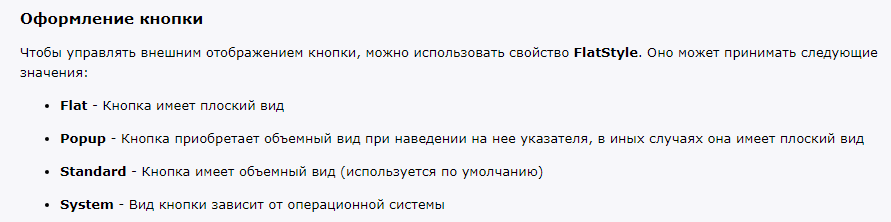 Оформление кнопки
Чтобы управлять внешним отображением кнопки, можно использовать свойство FlatStyle. Оно может принимать следующие
значения:
• Flat - Кнопка имеет плоский вид
• Popup - Кнопка приобретает объемный вид при наведении на нее указателя, в иных случаях она имеет плоский вид
• Standard - Кнопка имеет объемный вид (используется по умолчанию)
• System - Вид кнопки зависит от операционной системы